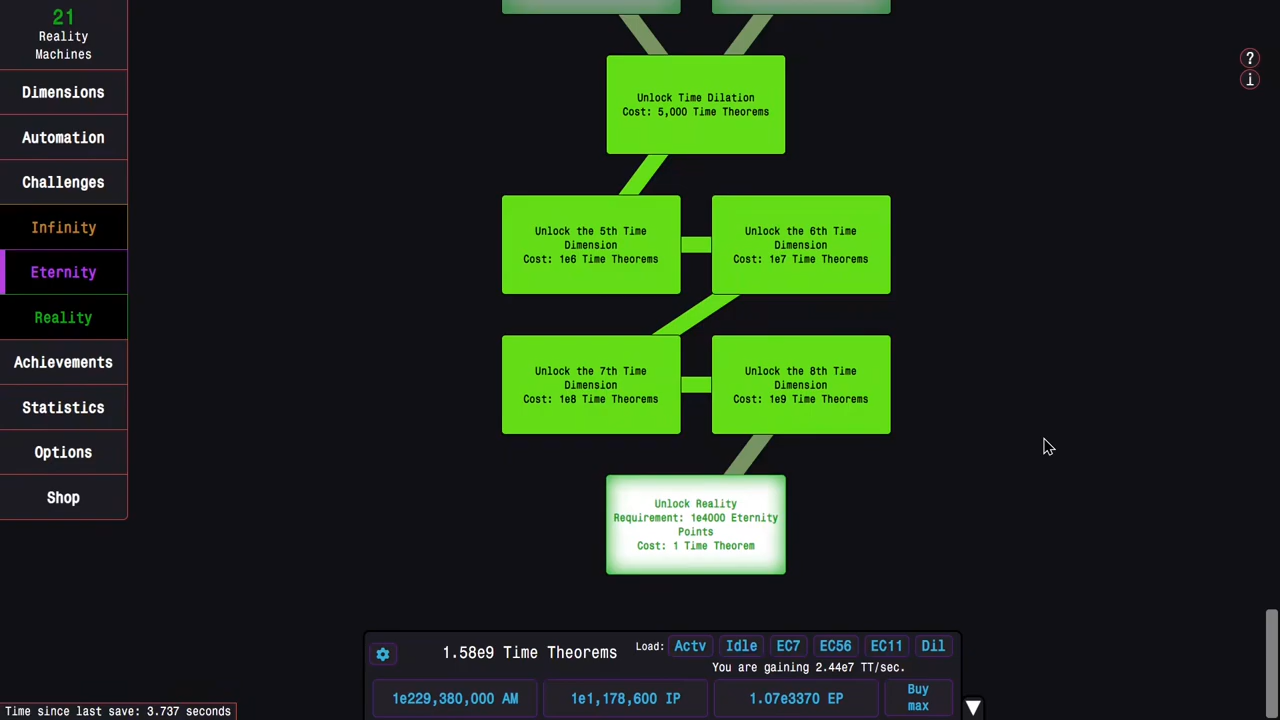 21
Reality
Machines
Dimensions
Automation
Challenges
Infinity
Eternity
Reality
Achievements
Statistics
Options
Shop
?
i
Unlock Time Dilation
Cost: 5,000 Time Theorems
Unlock the 5th Time
Dimension
Cost: 1e6 Time Theorems
Unlock the 6th Time
Dimension
Cost: 1e7 Time Theorems
Unlock the 7th Time
Dimension
Cost: 1e8 Time Theorems
Unlock the 8th Time
Dimension
Cost: 1e9 Time Theorems
Unlock Reality
Requirement: 1e4000 Eternity
Points
Cost: 1 Time Theorem
1.58e9 Time Theorems
Load: Actv Idle EC7 EC56 EC11 Dil
You are gaining 2.44e7 TT/sec.
1e229,380,000 AM
1e1,178,600 IP
1.07e3370 EP
Buy
max
Time since last save: 3.737 seconds